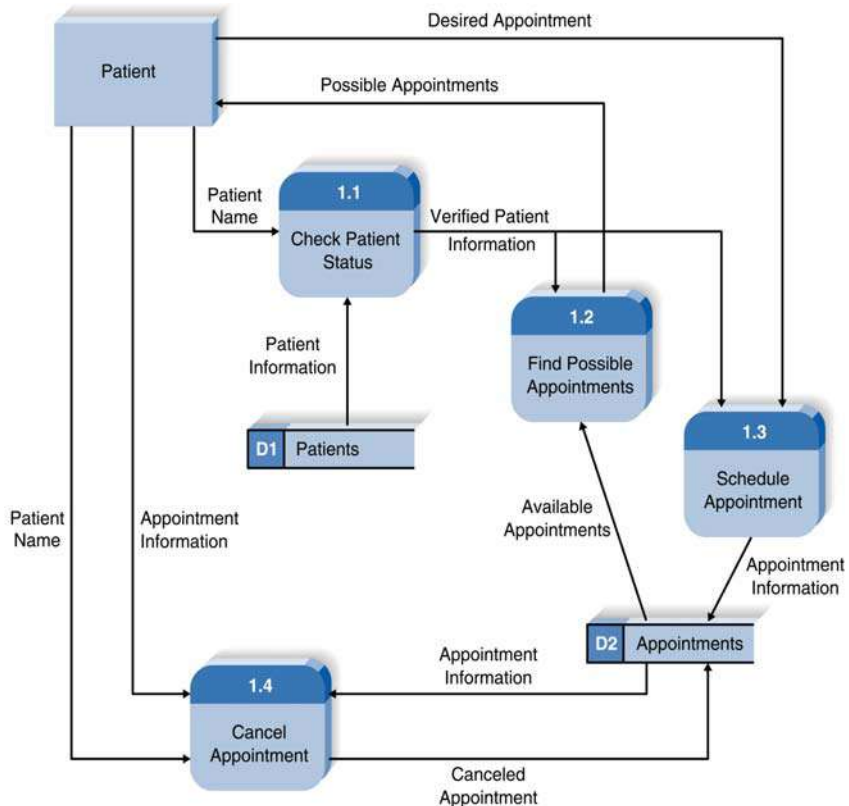 Desired Appointment
Patient
Possible Appointments
Patient
Name
1.1
Check Patient
Status
Verified Patient
Information
1.2
Find Possible
Appointments
Patient
Information
D1 Patients
1.3
Schedule
Appointment
Patient
Name
Appointment
Information
Available
Appointments
Appointment
Information
D2 Appointments
Appointment
Information
1.4
Cancel
Appointment
Canceled
Appointment